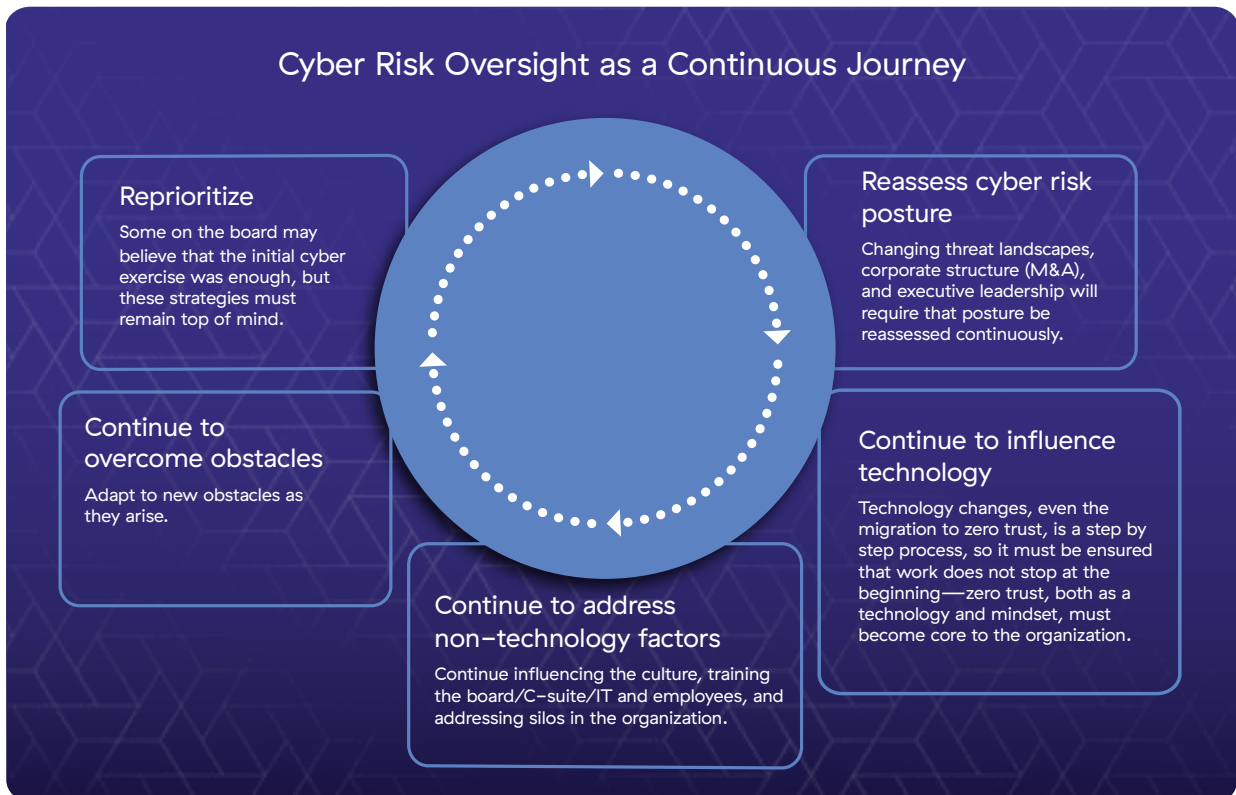 Cyber Risk Oversight as a Continuous Journey
Reprioritize
Some on the board may
believe that the initial cyber
exercise was enough, but
these strategies must
remain top of mind.
Reassess cyber risk
posture
Changing threat landscapes,
corporate structure (M&A),
and executive leadership will
require that posture be
reassessed continuously.
Continue to
overcome obstacles
Adapt to new obstacles as
they arise.
Continue to influence
technology
Technology changes, even the
migration to zero trust, is a step by
step process, so it must be ensured
that work does not stop at the
beginning—zero trust, both as a
technology and mindset, must
become core to the organization.
Continue to address
non-technology factors
Continue influencing the culture, training
the board/C-suite/IT and employees, and
addressing silos in the organization.